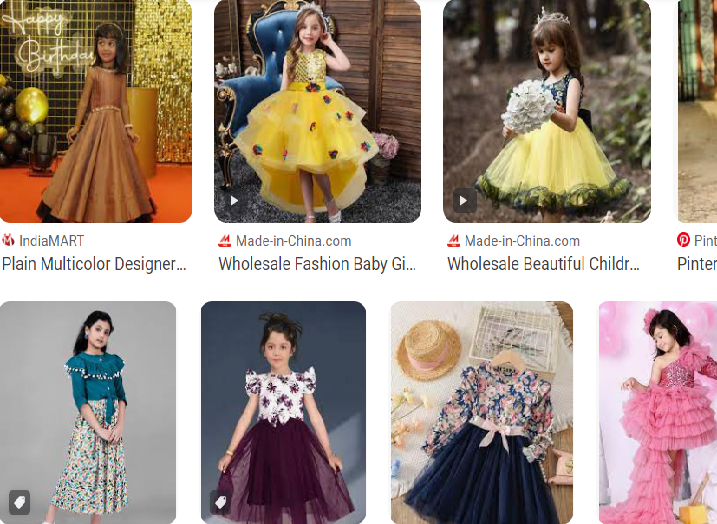 Happy
Birthday
IndiaMART
Plain Multicolor Designer...
Made-in-China.com
Wholesale Fashion Baby Gi...
Made-in-China.com
Wholesale Beautiful Childr...
Pint
Pinter